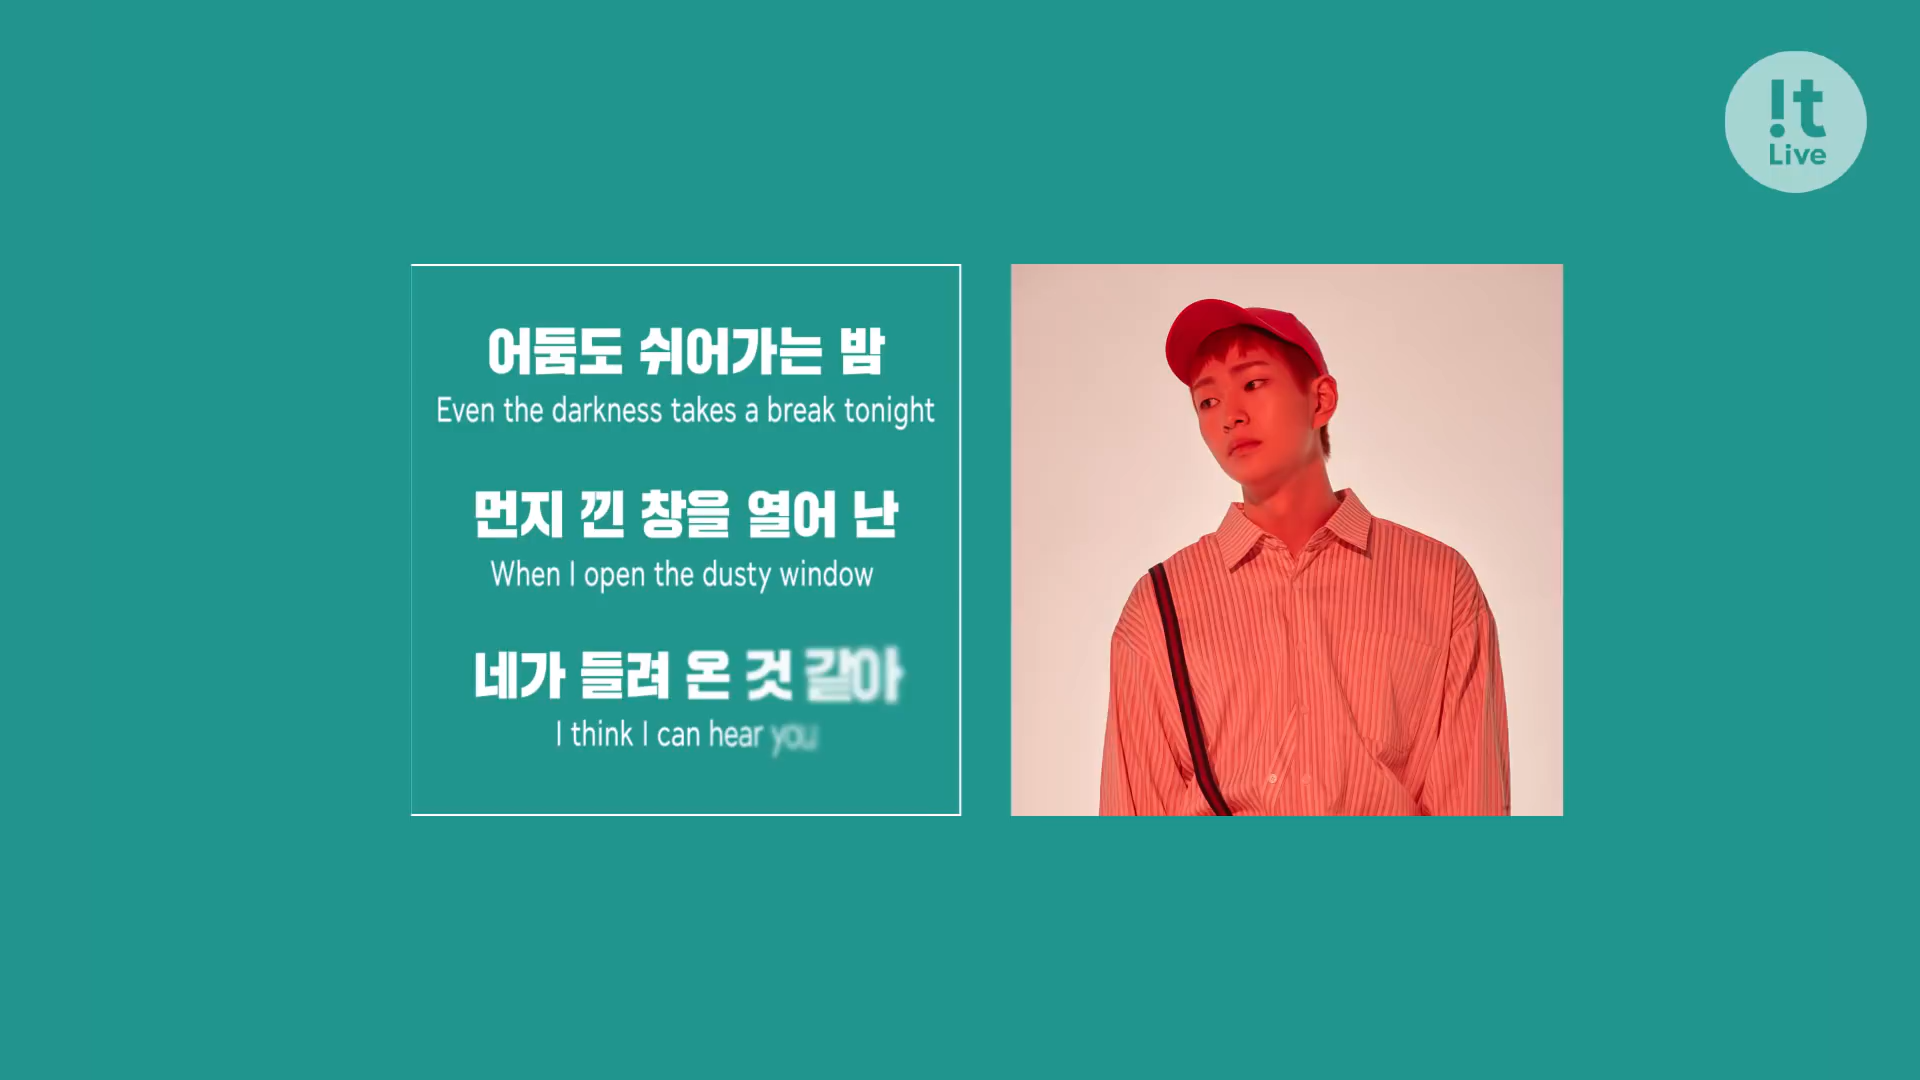 !t
Live
어둠도 쉬어가는 밤
Even the darkness takes a break tonight
먼지 낀 창을 열어 난
When I open the dusty window
네가 들려 온 것 같아
I think I can hear you